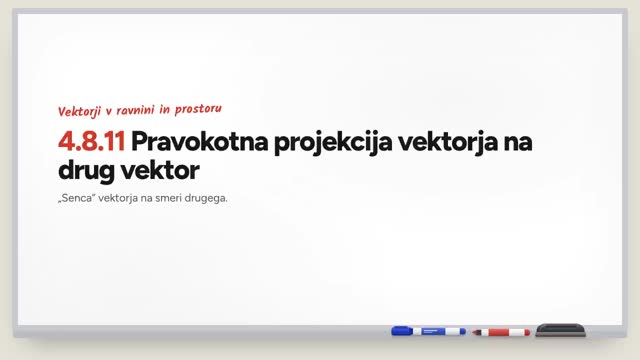 Vektorji v ravnini in prostoru
4.8.11 Pravokotna projekcija vektorja na
drug vektor
„Senca“ vektorja na smeri drugega.